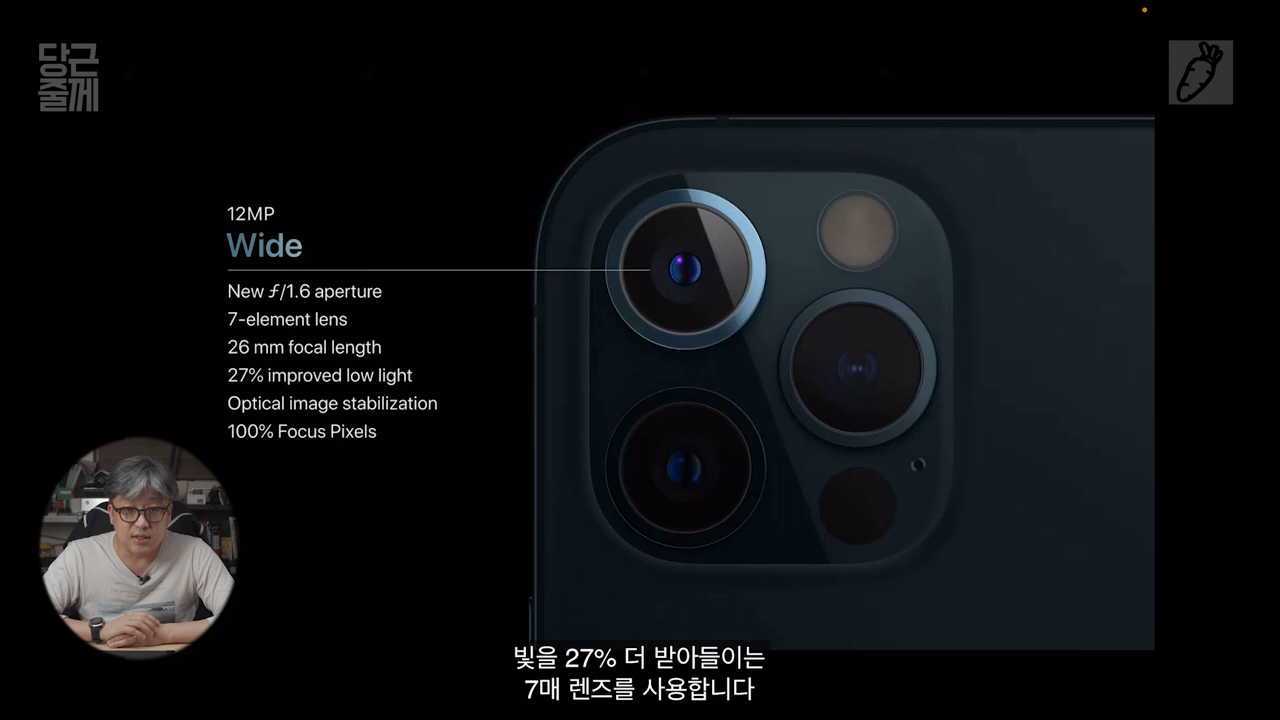 당근
줄께
12MP
Wide
New ƒ/1.6 aperture
7-element lens
26 mm focal length
27% improved low light
Optical image stabilization
100% Focus Pixels
빛을 27% 더 받아들이는
7매 렌즈를 사용합니다